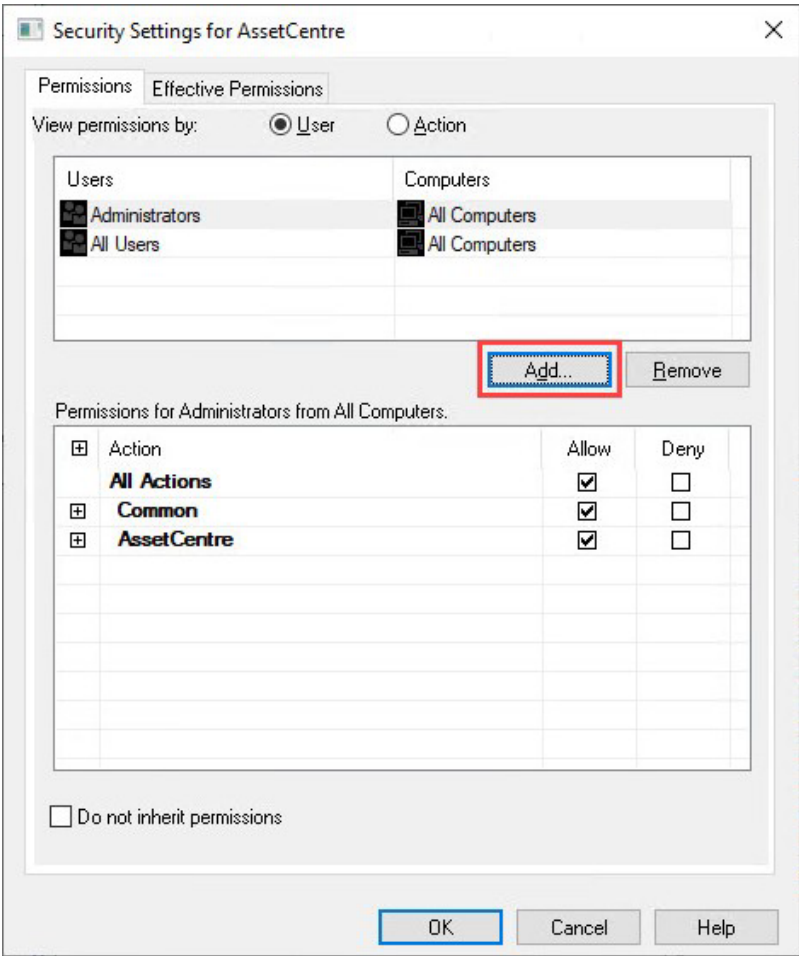 Security Settings for AssetCentre
Permissions Effective Permissions
View permissions by: User Action
Users Computers
Administrators All Computers
All Users All Computers
Add... Remove
Permissions for Administrators from All Computers.
Action Allow Deny
All Actions
Common
AssetCentre
Do not inherit permissions
OK Cancel Help